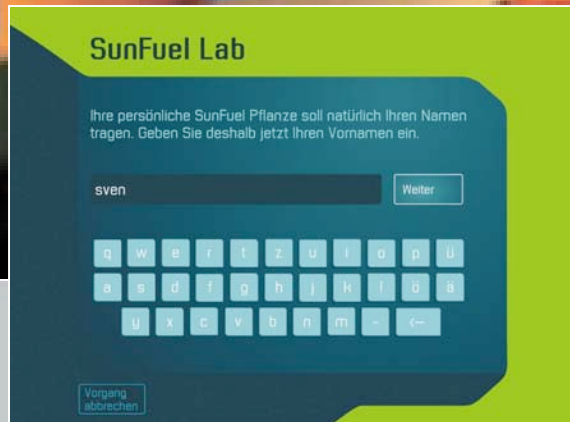 SunFuel Lab
Ihre persönliche SunFuel Pflanze soll natürlich Ihren Namen
tragen. Geben Sie deshalb jetzt Ihren Vornamen ein.
sven
Weiter
q w e r t z u i o p ü
a s d f g h j k l ö ä
y x c v b n m - <—
Vorgang
abbrechen